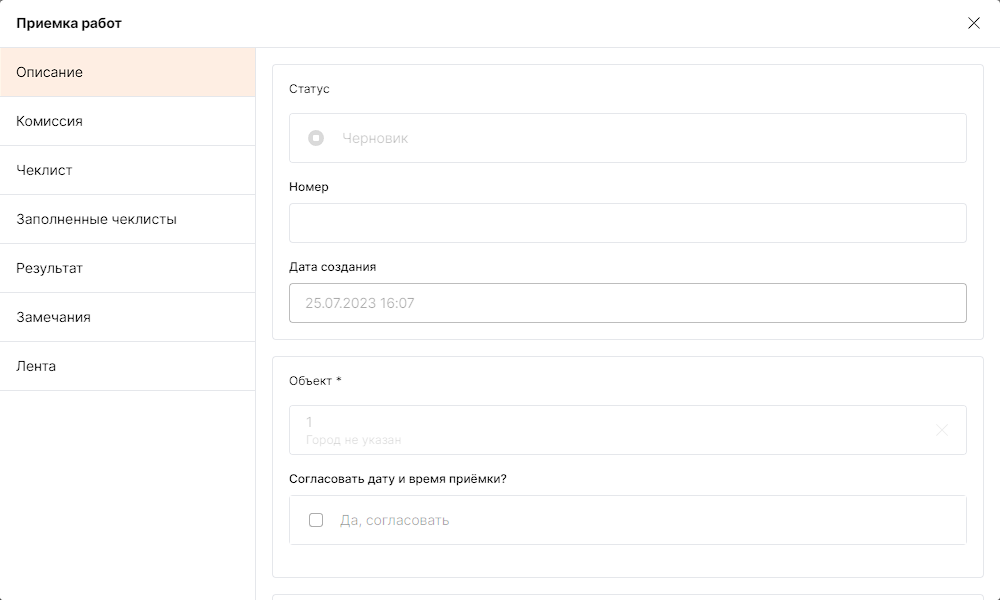 Приемка работ
Описание
Комиссия
Чеклист
Заполненные чеклисты
Результат
Замечания
Лента
Статус
Черновик
Номер
Дата создания
25.07.2023 16:07
Объект *
1
Город не указан
Согласовать дату и время приёмки?
Да, согласовать